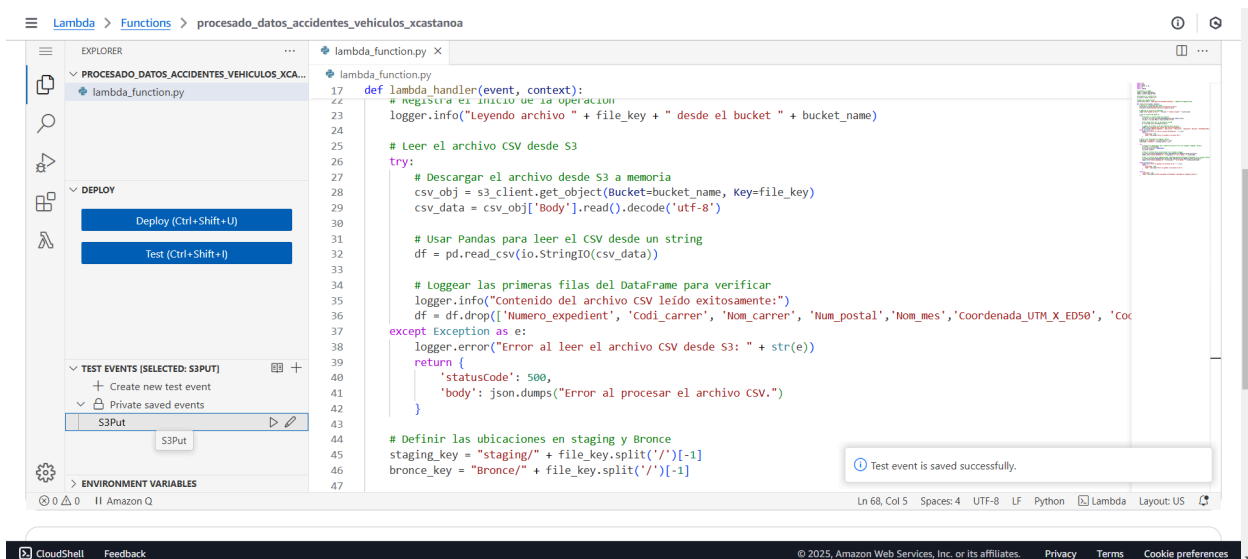 Lambda > Functions > procesado_datos_accidentes_vehiculos_xcastanoa
EXPLORER
PROCESADO_DATOS_ACCIDENTES_VEHICULOS_XCA...
lambda_function.py
DEPLOY
Deploy (Ctrl+Shift+U)
Test (Ctrl+Shift+I)
TEST EVENTS [SELECTED: S3PUT]
Create new test event
Private saved events
S3Put
S3Put
ENVIRONMENT VARIABLES
lambda_function.py
lambda_function.py
17 def lambda_handler(event, context):
22 # Registra el inicio de la operación
23 logger.info("Leyendo archivo " + file_key + " desde el bucket " + bucket_name)
24
25 # Leer el archivo CSV desde S3
26 try:
27 # Descargar el archivo desde S3 a memoria
28 csv_obj = s3_client.get_object(Bucket=bucket_name, Key=file_key)
29 csv_data = csv_obj['Body'].read().decode('utf-8')
30
31 # Usar Pandas para leer el CSV desde un string
32 df = pd.read_csv(io.StringIO(csv_data))
33
34 # Loggear las primeras filas del DataFrame para verificar
35 logger.info("Contenido del archivo CSV leído exitosamente:")
36 df = df.drop(['Numero_expedient', 'Codi_carrer', 'Nom_carrer', 'Num_postal','Nom_mes','Coordenada_UTM_X_ED50', 'Coo
37 except Exception as e:
38 logger.error("Error al leer el archivo CSV desde S3: " + str(e))
39 return {
40 'statusCode': 500,
41 'body': json.dumps("Error al procesar el archivo CSV.")
42 }
43
44 # Definir las ubicaciones en staging y Bronce
45 staging_key = "staging/" + file_key.split('/')[-1]
46 bronce_key = "Bronce/" + file_key.split('/')[-1]
47
Test event is saved successfully.
0 0 Amazon Q
Ln 68, Col 5 Spaces: 4 UTF-8 LF Python Lambda Layout: US
CloudShell Feedback
© 2025, Amazon Web Services, Inc. or its affiliates. Privacy Terms Cookie preferences